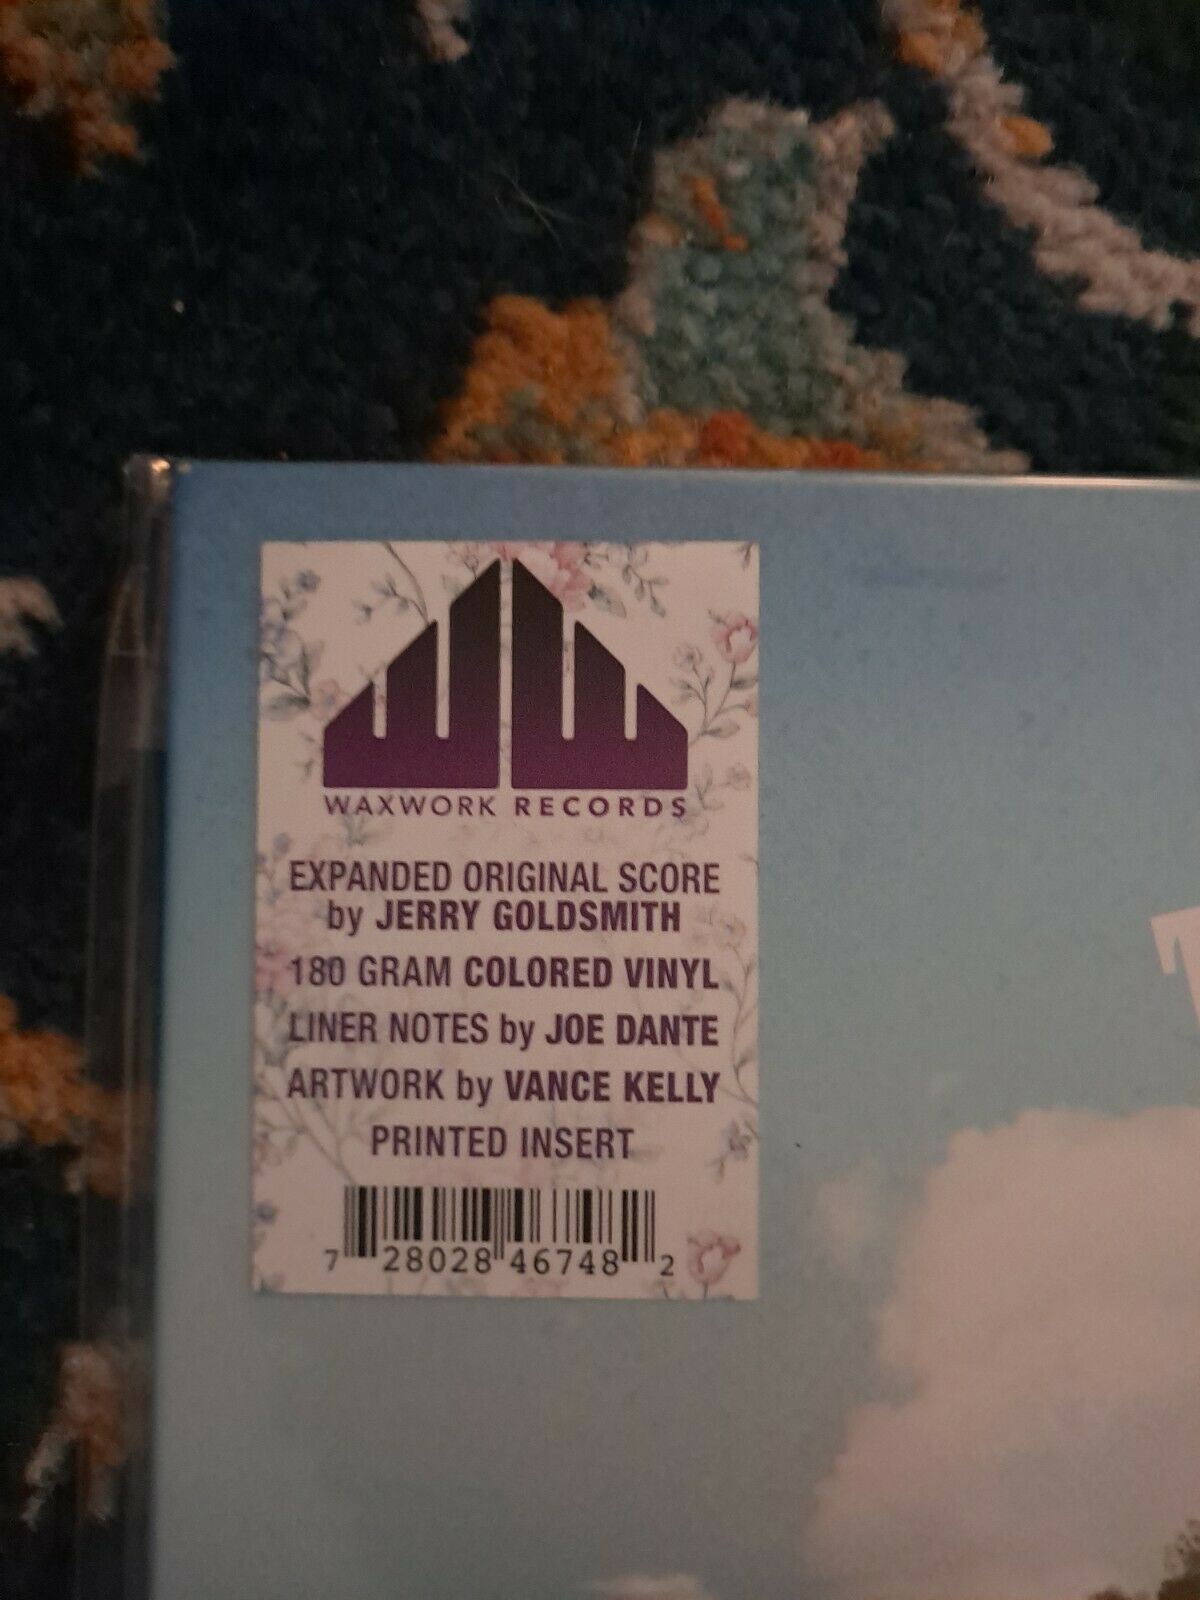 WAXWORK RECORDS
EXPANDED ORIGINAL SCORE
by JERRY GOLDSMITH
180 GRAM COLORED VINYL
LINER NOTES by JOE DANTE
ARTWORK by VANCE KELLY
PRINTED INSERT
7 28028 46748 2
T